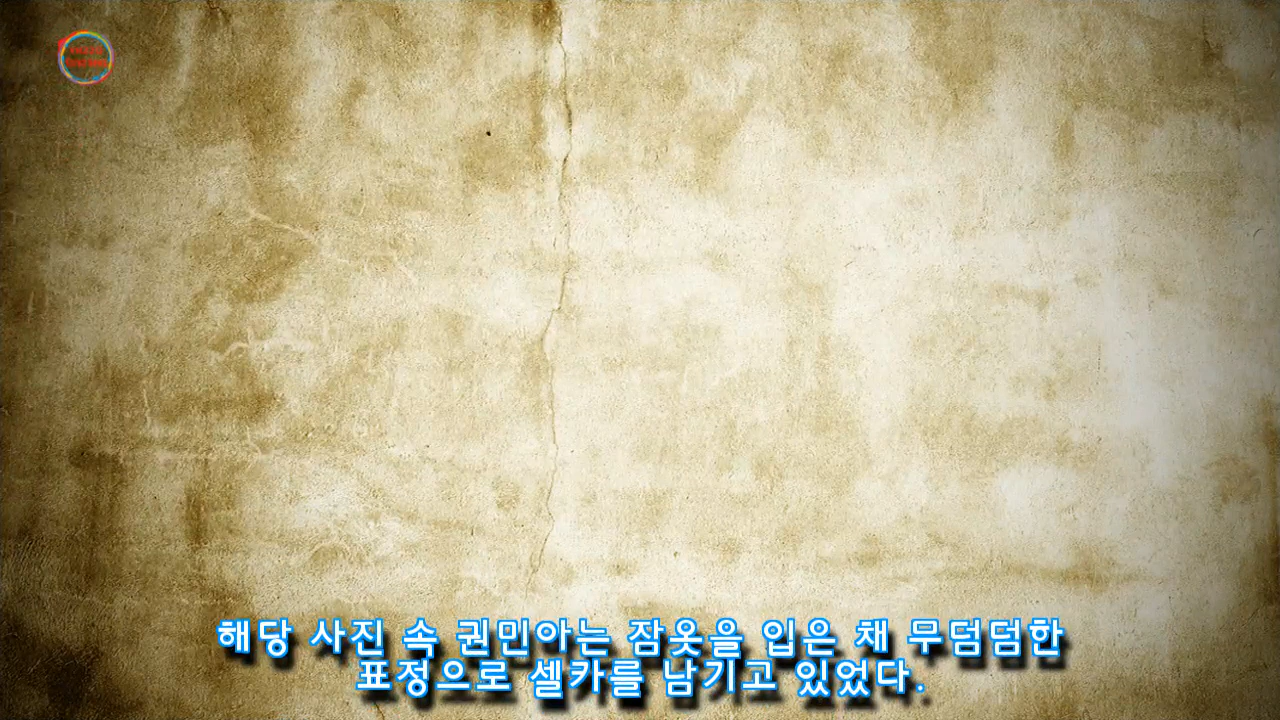 해당 사진 속 권민아는 잠옷을 입은 채 무덤덤한
표정으로 셀카를 남기고 있었다.